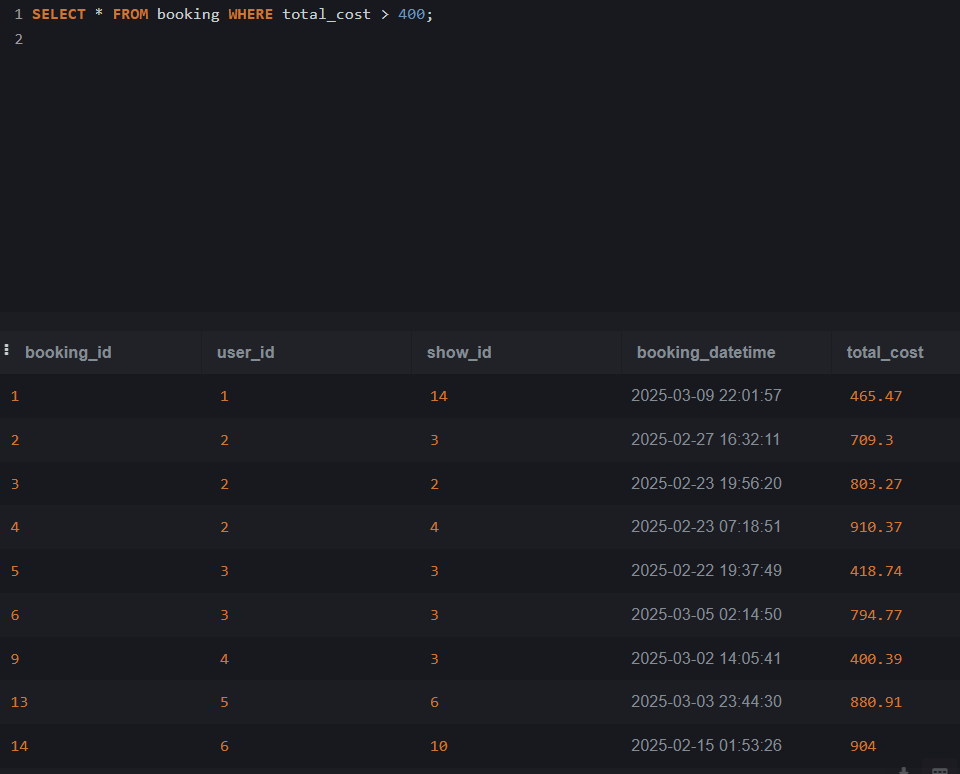 1 SELECT * FROM booking WHERE total_cost > 400;
2
booking_id user_id show_id booking_datetime total_cost
1 1 14 2025-03-09 22:01:57 465.47
2 2 3 2025-02-27 16:32:11 709.3
3 2 2 2025-02-23 19:56:20 803.27
4 2 4 2025-02-23 07:18:51 910.37
5 3 3 2025-02-22 19:37:49 418.74
6 3 3 2025-03-05 02:14:50 794.77
9 4 3 2025-03-02 14:05:41 400.39
13 5 6 2025-03-03 23:44:30 880.91
14 6 10 2025-02-15 01:53:26 904